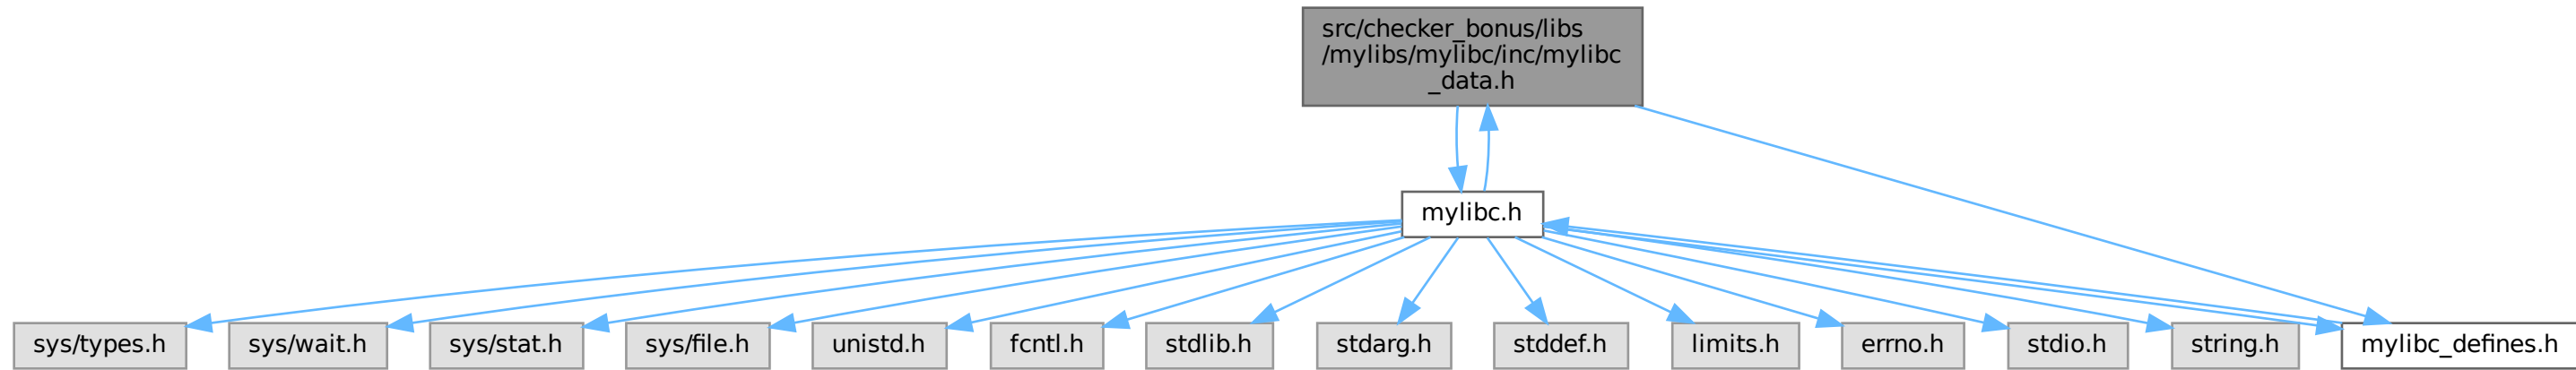 src/checker_bonus/libs
/mylibs/mylibc/inc/mylibc
_data.h
mylibc.h
sys/types.h
sys/wait.h
sys/stat.h
sys/file.h
unistd.h
fcntl.h
stdlib.h
stdarg.h
stddef.h
limits.h
errno.h
stdio.h
string.h
mylibc_defines.h